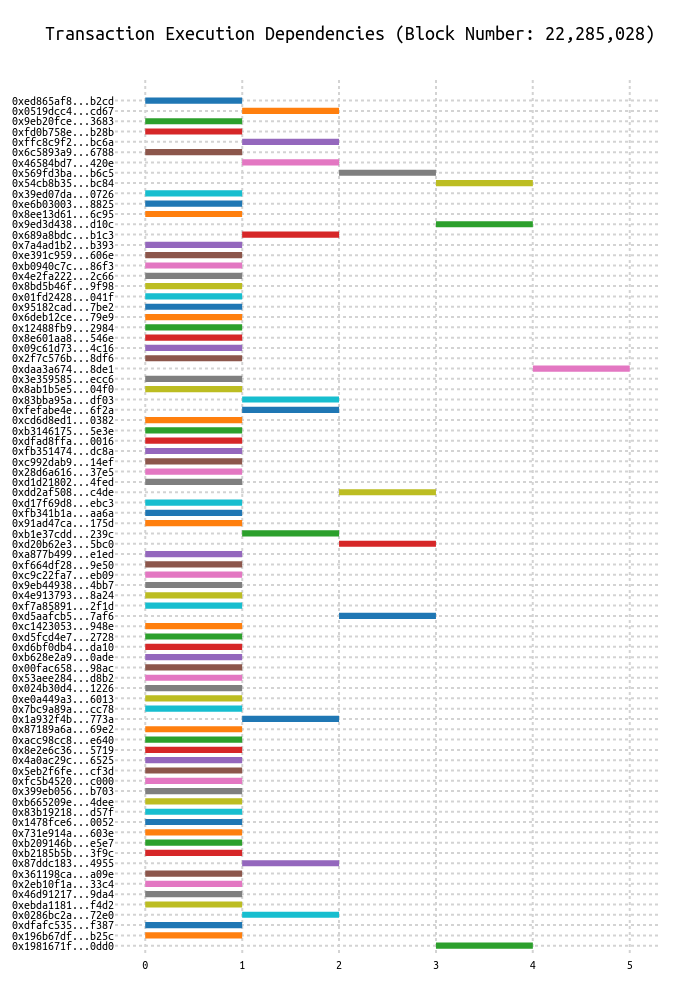 Transaction Execution Dependencies (Block Number: 22,285,028)
0xed865af8...b2cd
0x0519dcc4...cd67
0x9eb20fce...3683
0xfd0b758e...b28b
0xffc8c9f2...bc6a
0x6c5893a9...6788
0x46584bd7...420e
0x569fd3ba...b6c5
0x54cb8b35...bc84
0x39ed07da...0726
0xe6b03003...8825
0x8ee13d61...6c95
0x9ed3d438...d10c
0x689a8bdc...b1c3
0x7a4ad1b2...b393
0xe391c959...606e
0xb0940c7c...86f3
0x4e2fa222...2c66
0x8bd5b46f...9f98
0x01fd2428...041f
0x95182cad...7be2
0x6deb12ce...79e9
0x12488fb9...2984
0x8e601aa8...546e
0x09c61d73...4c16
0x2f7c576b...8df6
0xdaa3a674...8de1
0x3e359585...ecc6
0x8ab1b5e5...04f0
0x83bba95a...df03
0xfefabe4e...6f2a
0xcd6d8ed1...0382
0xb3146175...5e3e
0xdfad8ffa...0016
0xfb351474...dc8a
0xc992dab9...14ef
0x28d6a616...37e5
0xd1d21802...4fed
0xdd2af508...c4de
0xd17f69d8...ebc3
0xfb341b1a...aa6a
0x91ad47ca...175d
0xb1e37cdd...239c
0xd20b62e3...5bc0
0xa877b499...e1ed
0xf664df28...9e50
0xc9c22fa7...eb09
0x9eb44938...4bb7
0x4e913793...8a24
0xf7a85891...2f1d
0xd5aafcb5...7af6
0xc1423053...948e
0xd5fcd4e7...2728
0xd6bf0db4...da10
0xb628e2a9...0ade
0x00fac658...98ac
0x53aee284...d8b2
0x024b30d4...1226
0xe0a449a3...6013
0x7bc9a89a...cc78
0x1a932f4b...773a
0x87189a6a...69e2
0xacc98cc8...e640
0x8e2e6c36...5719
0x4a0ac29c...6525
0x5eb2f6fe...cf3d
0xfc5b4520...c000
0x399eb056...b703
0xb665209e...4dee
0x83b19218...d57f
0x1478fce6...0052
0x731e914a...603e
0xb209146b...e5e7
0xb2185b5b...3f9c
0x87ddc183...4955
0x361198ca...a09e
0x2eb10f1a...33c4
0x46d91217...9da4
0xebda1181...f4d2
0x0286bc2a...72e0
0xdfafc535...f387
0x196b67df...b25c
0x1981671f...0dd0
0 1 2 3 4 5